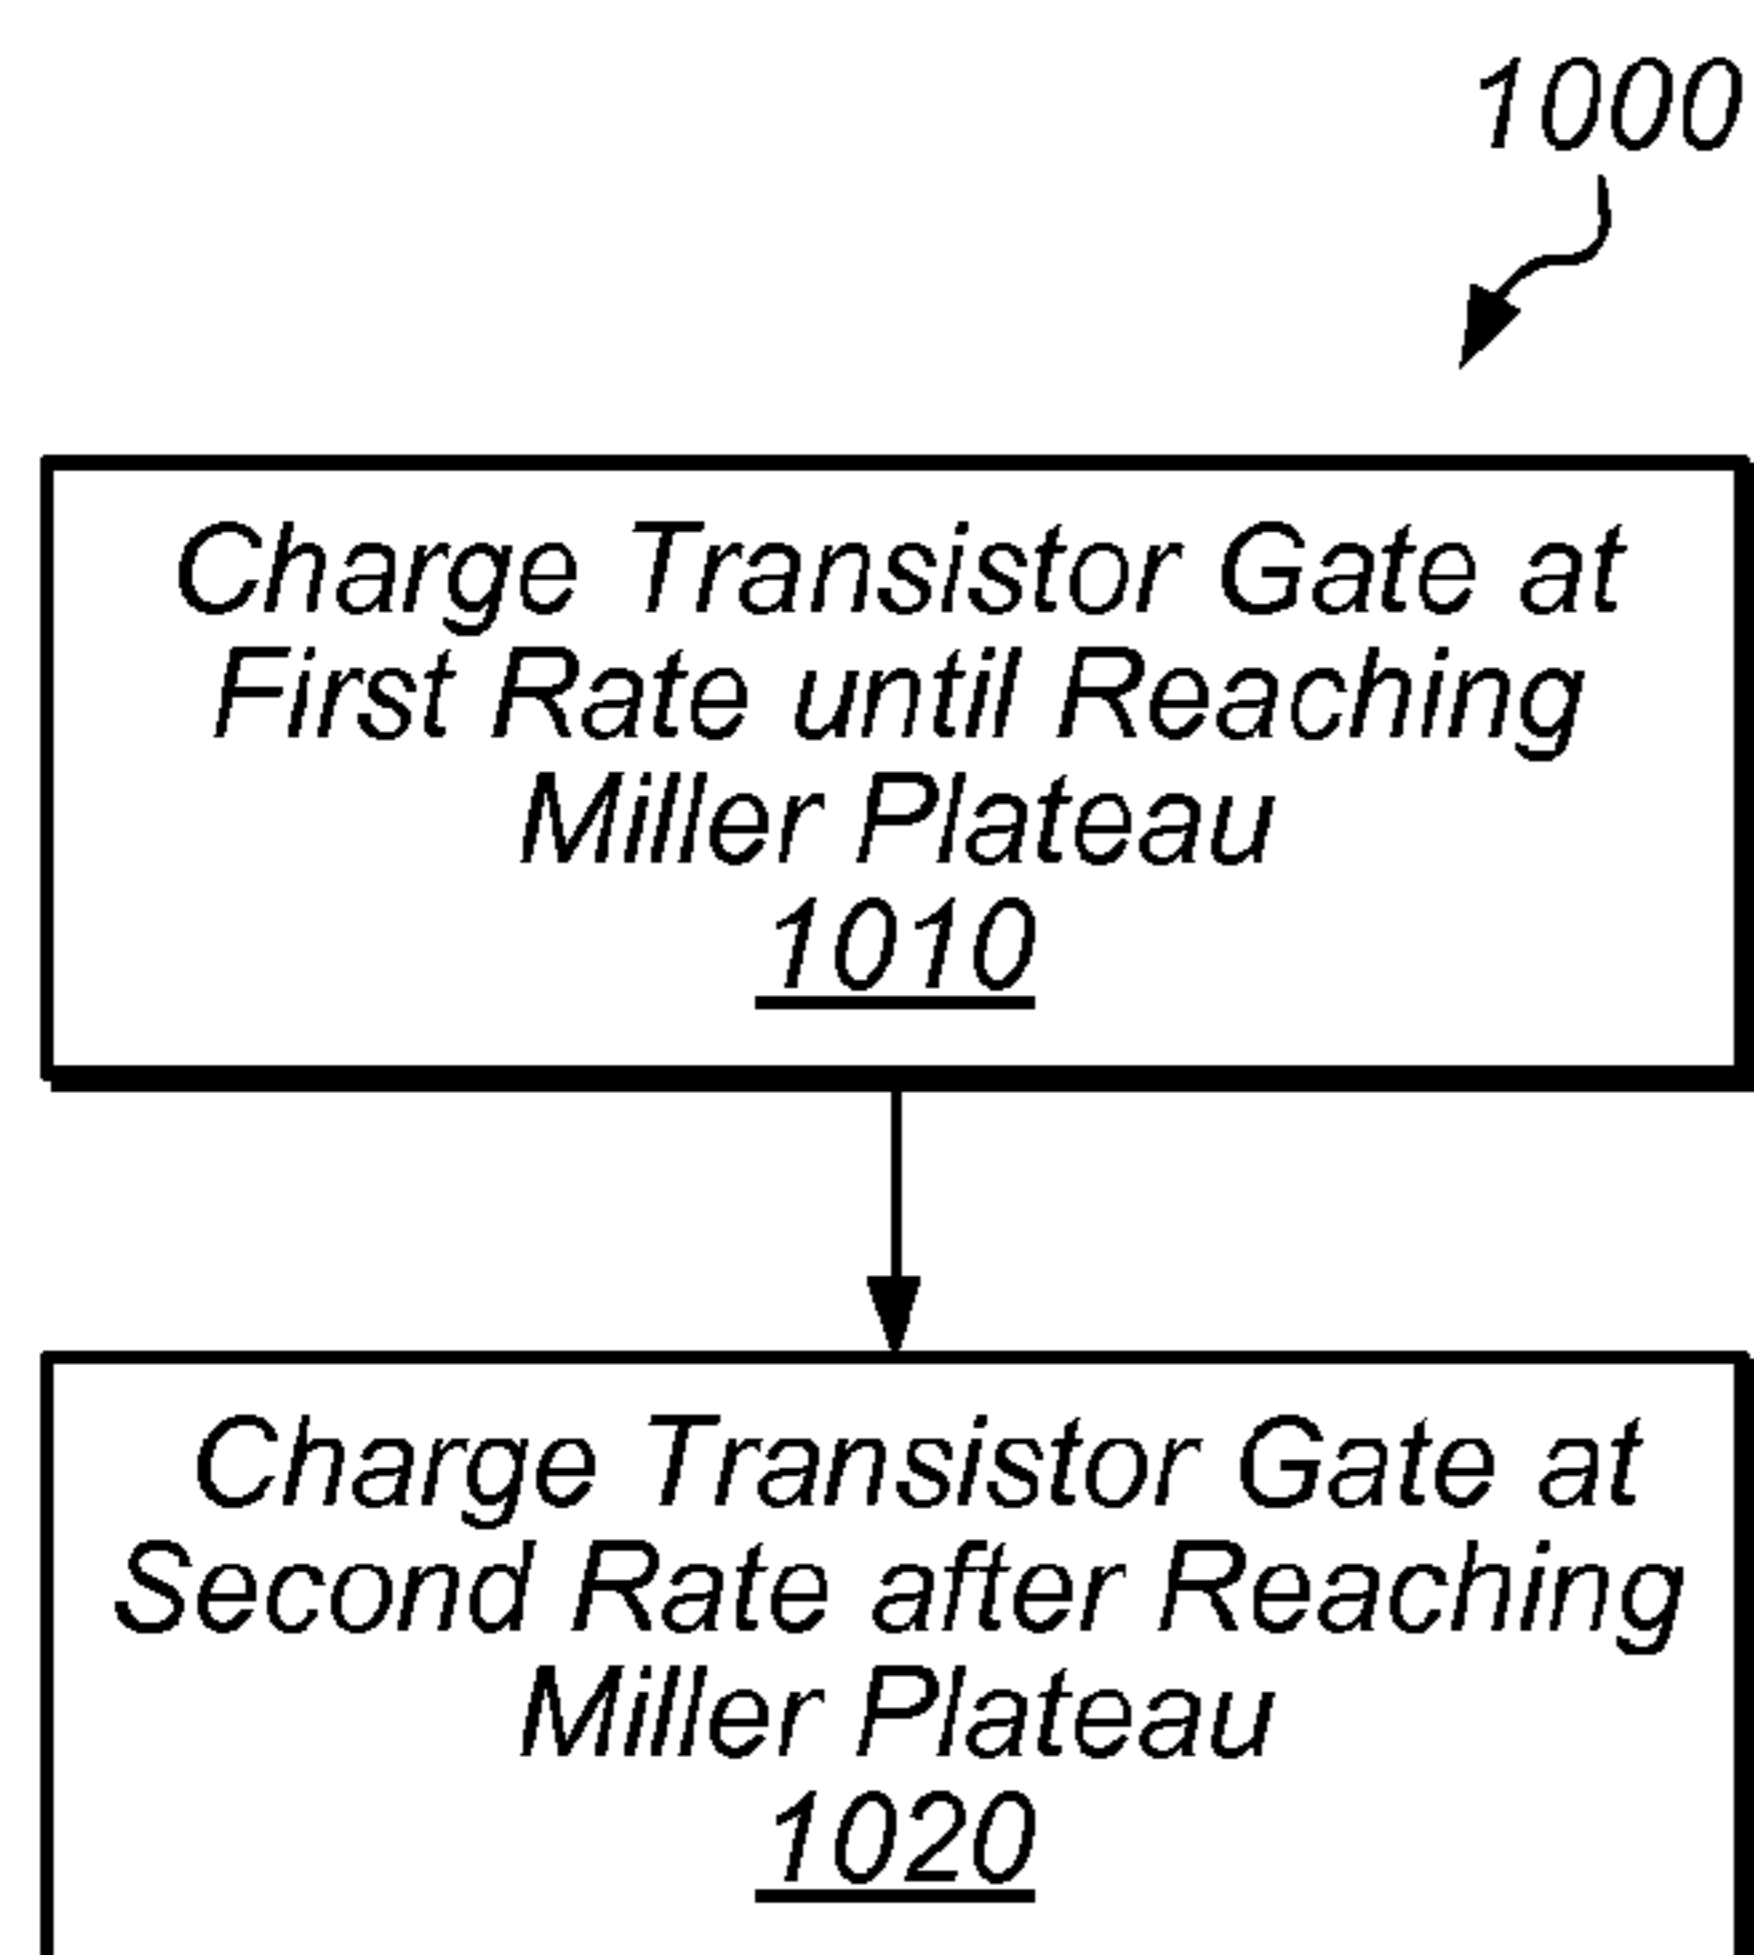 1000
Charge Transistor Gate at
First Rate until Reaching
Miller Plateau
1010
Charge Transistor Gate at
Second Rate after Reaching
Miller Plateau
1020